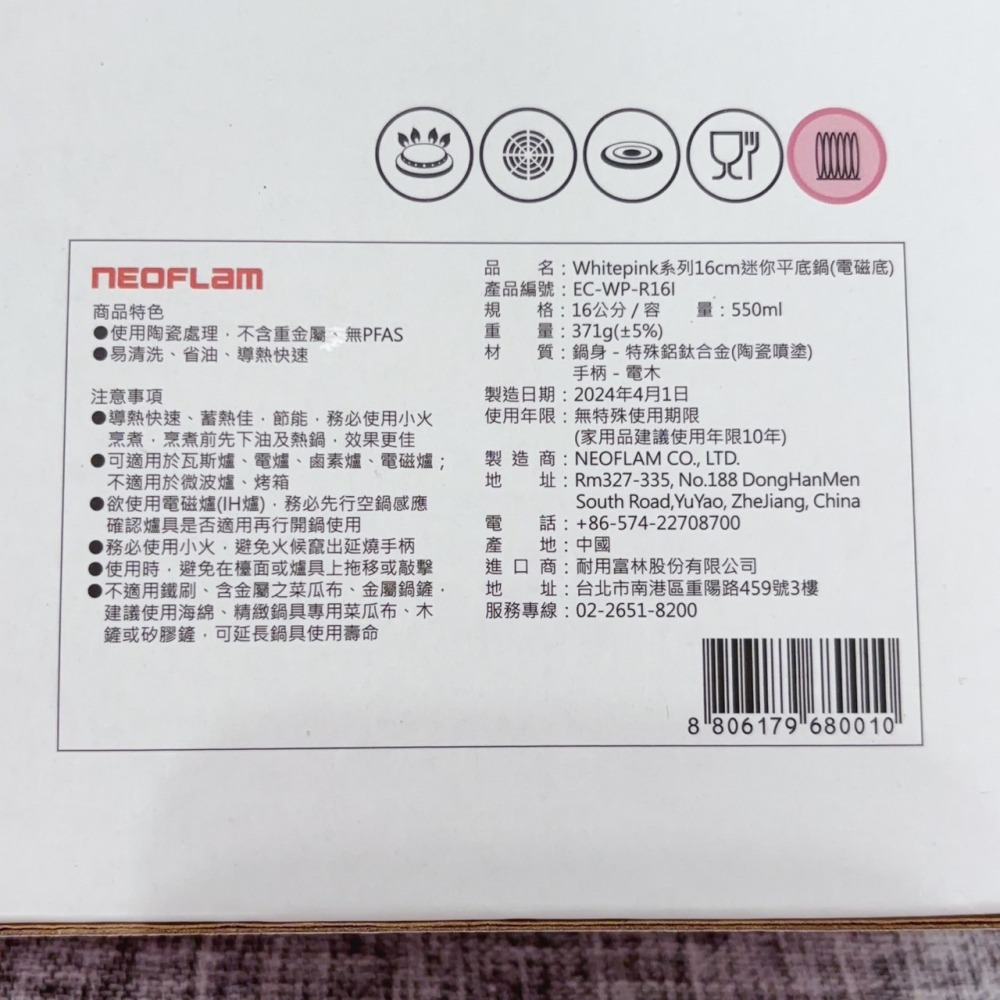 NEOFLAM
商品特色
●使用陶瓷處理，不含重金屬、無PFAS
●易清洗、省油、導熱快速
注意事項
●導熱快速、蓄熱佳，節能，務必使用小火
烹煮，烹煮前先下油及熱鍋，效果更佳
●可適用於瓦斯爐、電爐、鹵素爐、電磁爐；
不適用於微波爐、烤箱
●欲使用電磁爐(IH爐)，務必先行空鍋感應
確認爐具是否適用再行開鍋使用
●務必使用小火，避免火候竄出延燒手柄
●使用時，避免在檯面或爐具上拖移或敲擊
●不適用鐵刷、含金屬之菜瓜布、金屬鍋鏟，
建議使用海綿、精緻鍋具專用菜瓜布、木
鏟或矽膠鏟，可延長鍋具使用壽命
品　　名：Whitepink系列16cm迷你平底鍋(電磁底)
產品編號：EC-WP-R16I
規　　格：16公分 / 容　　量：550ml
重　　量：371g(±5%)
材　　質：鍋身 - 特殊鋁鈦合金(陶瓷噴塗)
手柄 - 電木
製造日期：2024年4月1日
使用年限：無特殊使用期限
(家用品建議使用年限10年)
製 造 商：NEOFLAM CO., LTD.
地　　址：Rm327-335, No.188 DongHanMen
South Road,YuYao, ZheJiang, China
電　　話：+86-574-22708700
產　　地：中國
進 口 商：耐用富林股份有限公司
地　　址：台北市南港區重陽路459號3樓
服務專線：02-2651-8200
8 806179 680010